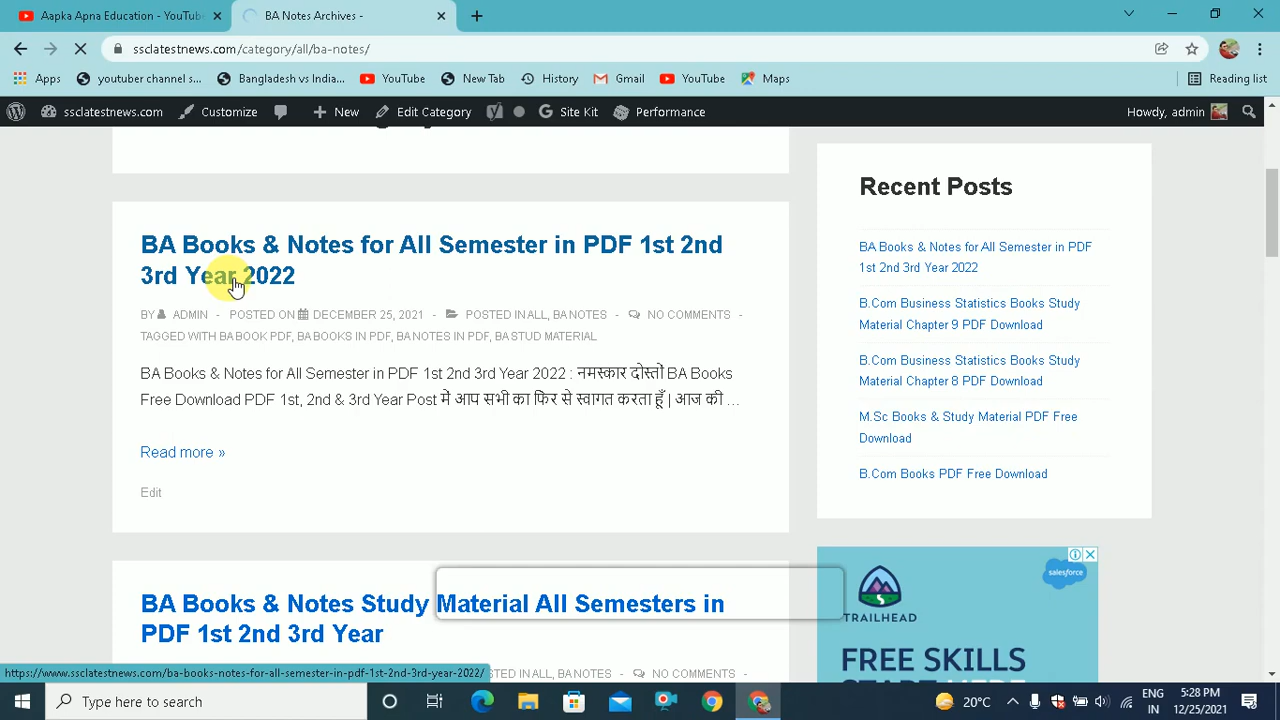 Aapka Apna Education - YouTube
BA Notes Archives -
ssclatestnews.com/category/all/ba-notes/
Apps
youtuber channel s...
Bangladesh vs India...
YouTube
New Tab
History
Gmail
YouTube
Maps
Reading list
ssclatestnews.com
Customize
New
Edit Category
Site Kit
Performance
Howdy, admin
BA Books & Notes for All Semester in PDF 1st 2nd
3rd Year 2022
BY ADMIN - POSTED ON DECEMBER 25, 2021 - POSTED IN ALL, BA NOTES - NO COMMENTS -
TAGGED WITH BA BOOK PDF, BA BOOKS IN PDF, BA NOTES IN PDF, BA STUD MATERIAL
BA Books & Notes for All Semester in PDF 1st 2nd 3rd Year 2022 : नमस्कार दोस्तों BA Books
Free Download PDF 1st, 2nd & 3rd Year Post में आप सभी का फिर से स्वागत करता हूँ | आज की ...
Read more »
Edit
BA Books & Notes Study Material All Semesters in
PDF 1st 2nd 3rd Year
TED IN ALL, BA NOTES - NO COMMENTS -
Recent Posts
BA Books & Notes for All Semester in PDF
1st 2nd 3rd Year 2022
B.Com Business Statistics Books Study
Material Chapter 9 PDF Download
B.Com Business Statistics Books Study
Material Chapter 8 PDF Download
M.Sc Books & Study Material PDF Free
Download
B.Com Books PDF Free Download
salesforce
TRAILHEAD
FREE SKILLS
https://www.ssclatestnews.com/ba-books-notes-for-all-semester-in-pdf-1st-2nd-3rd-year-2022/
Type here to search
20°C
ENG
IN
5:28 PM
12/25/2021